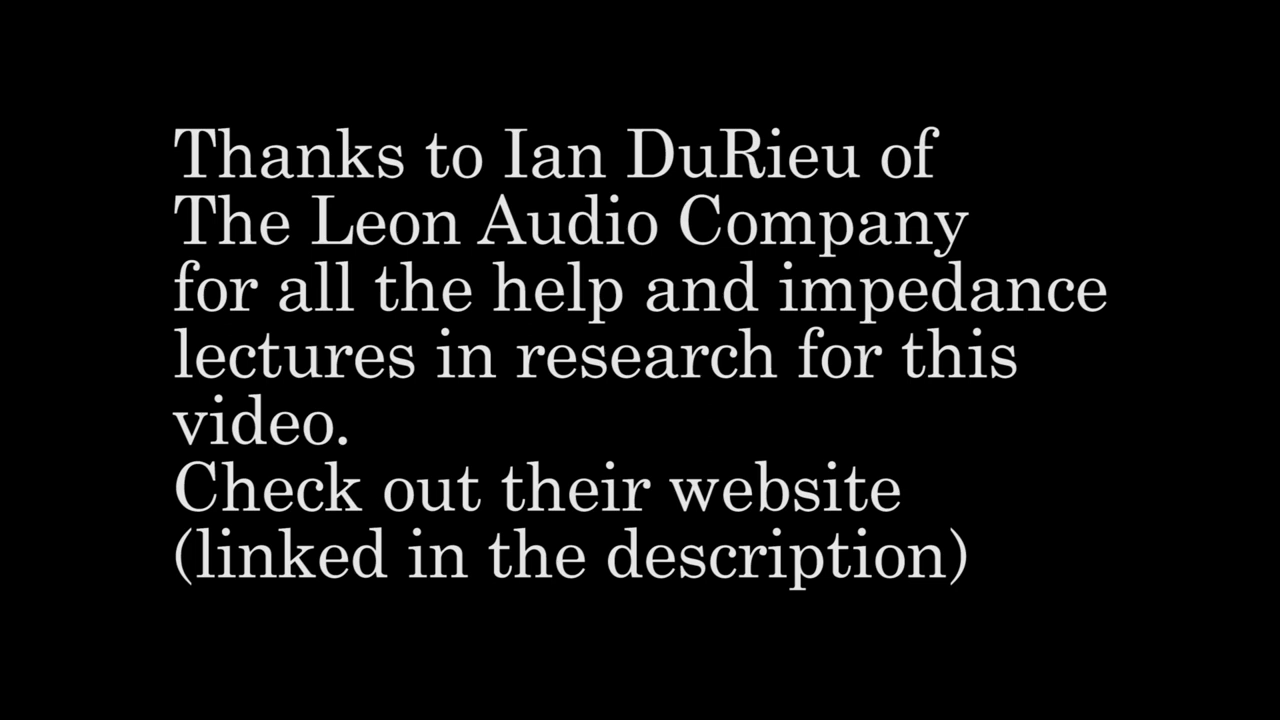 Thanks to Ian DuRieu of
The Leon Audio Company
for all the help and impedance
lectures in research for this
video.
Check out their website
(linked in the description)